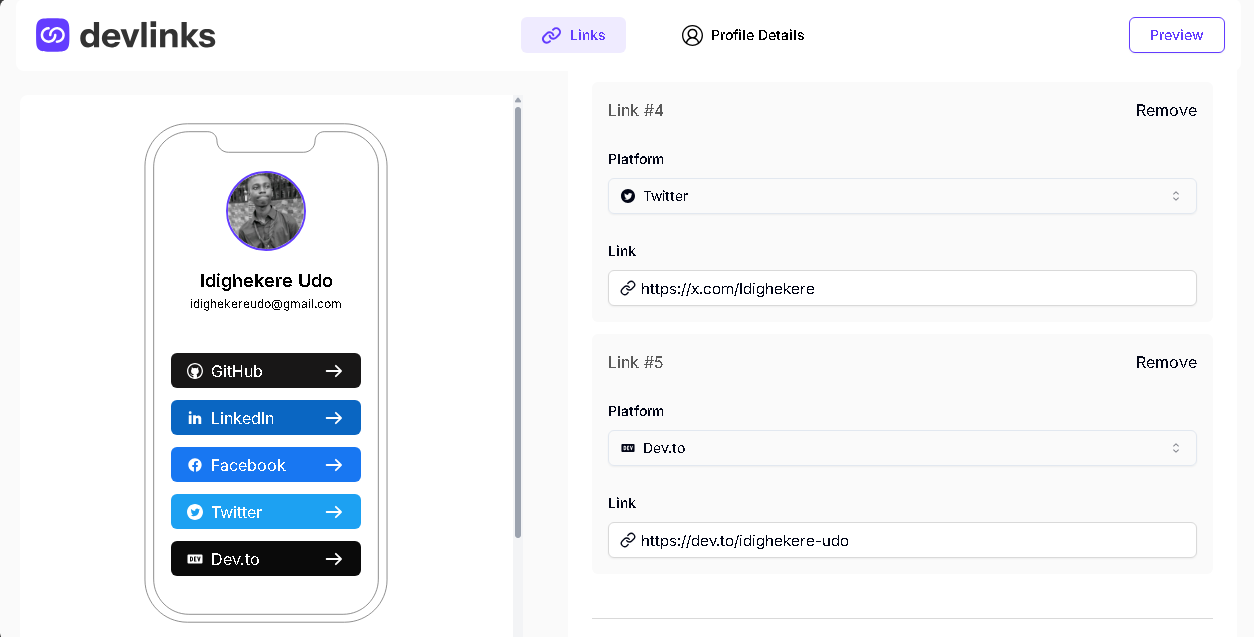 devlinks
Links
Profile Details
Preview
Idighekere Udo
idighekereudo@gmail.com
GitHub
LinkedIn
Facebook
Twitter
DEV Dev.to
Link #4
Remove
Platform
Twitter
Link
https://x.com/Idighekere
Link #5
Remove
Platform
DEV Dev.to
Link
https://dev.to/idighekere-udo